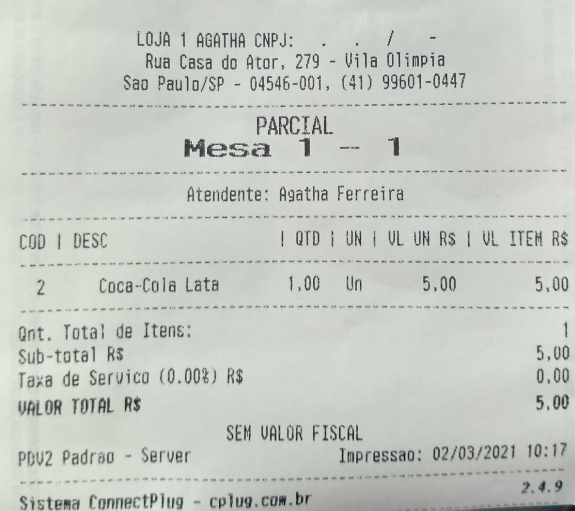 LOJA 1 AGATHA CNPJ: . . / -
Rua Casa do Ator, 279 - Vila Olimpia
Sao Paulo/SP - 04546-001, (41) 99601-0447
PARCIAL
Mesa 1 - 1
Atendente: Agatha Ferreira
COD | DESC | QTD | UN | VL UN R$ | VL ITEM R$
2 Coca-Cola Lata 1,00 Un 5,00 5,00
Qnt. Total de Itens: 1
Sub-total R$ 5,00
Taxa de Servico (0.00%) R$ 0,00
VALOR TOTAL R$ 5,00
SEM VALOR FISCAL
PDV2 Padrao - Server Impressao: 02/03/2021 10:17
Sistema ConnectPlug - cplug.com.br 2.4.9